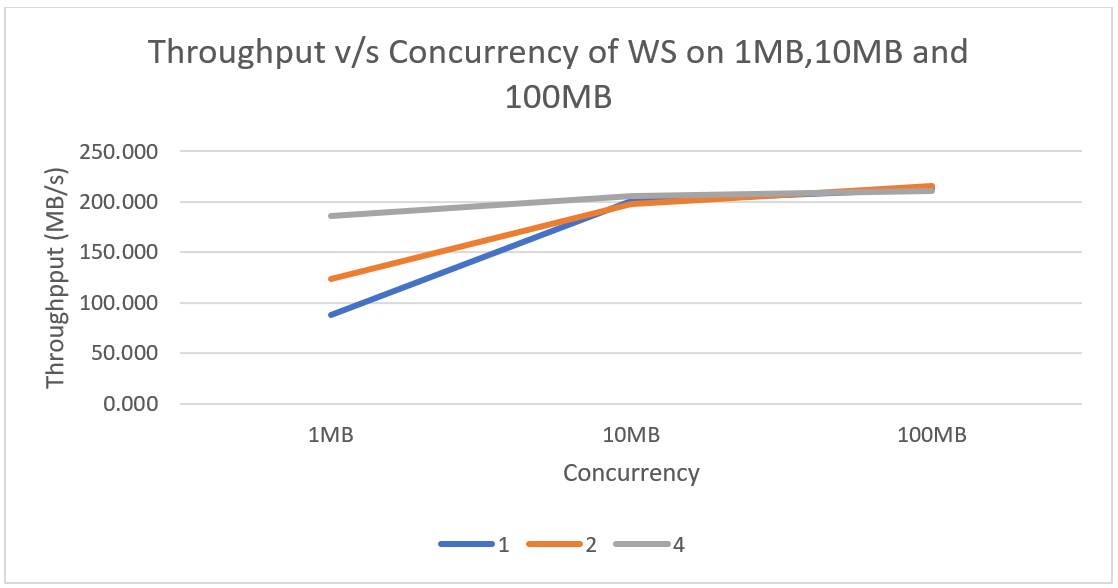 Throughput v/s Concurrency of WS on 1MB,10MB and
100MB
250.000
200.000
150.000
100.000
50.000
0.000
Throughpput (MB/s)
1MB 10MB 100MB
Concurrency
1 2 4